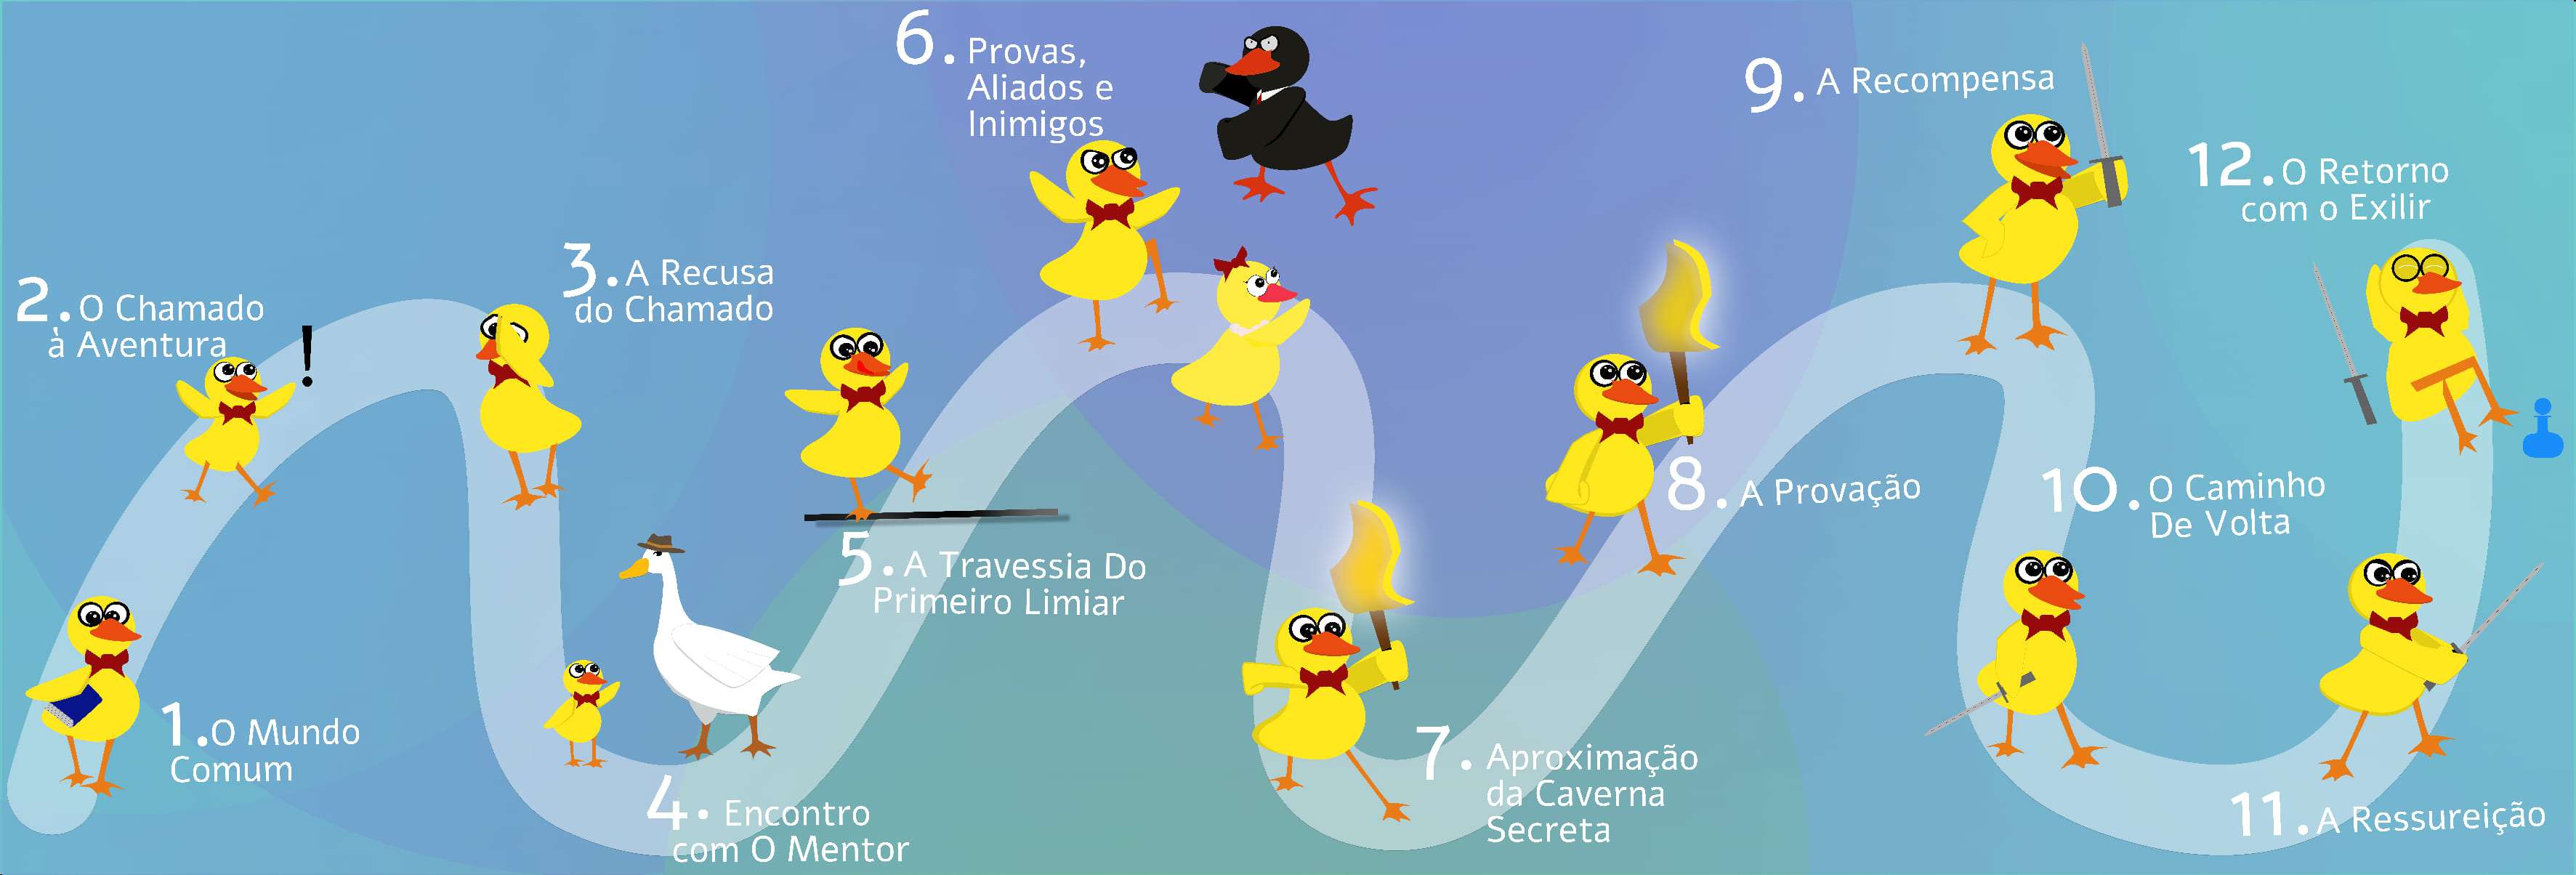 1. O Mundo
Comum
2. O Chamado
à Aventura
!
3. A Recusa
do Chamado
4. Encontro
com O Mentor
5. A Travessia Do
Primeiro Limiar
6. Provas,
Aliados e
Inimigos
7. Aproximação
da Caverna
Secreta
8. A Provação
9. A Recompensa
10. O Caminho
De Volta
11. A Ressureição
12. O Retorno
com o Exilir